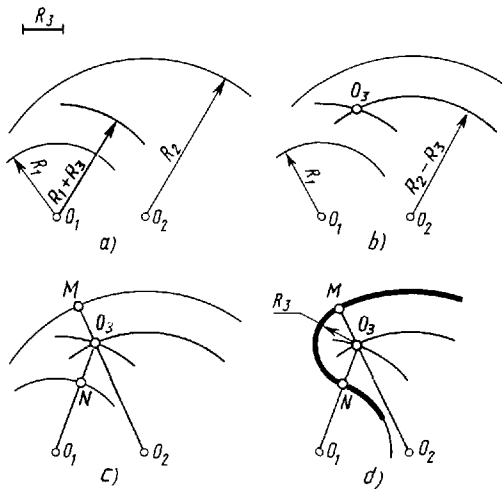 R₃
R₁
R₁+R₃
R₂
O₁
O₂
a)
O₃
R₁
R₂−R₃
O₁
O₂
b)
M
O₃
N
O₁
O₂
c)
R₃
M
O₃
N
O₁
O₂
d)